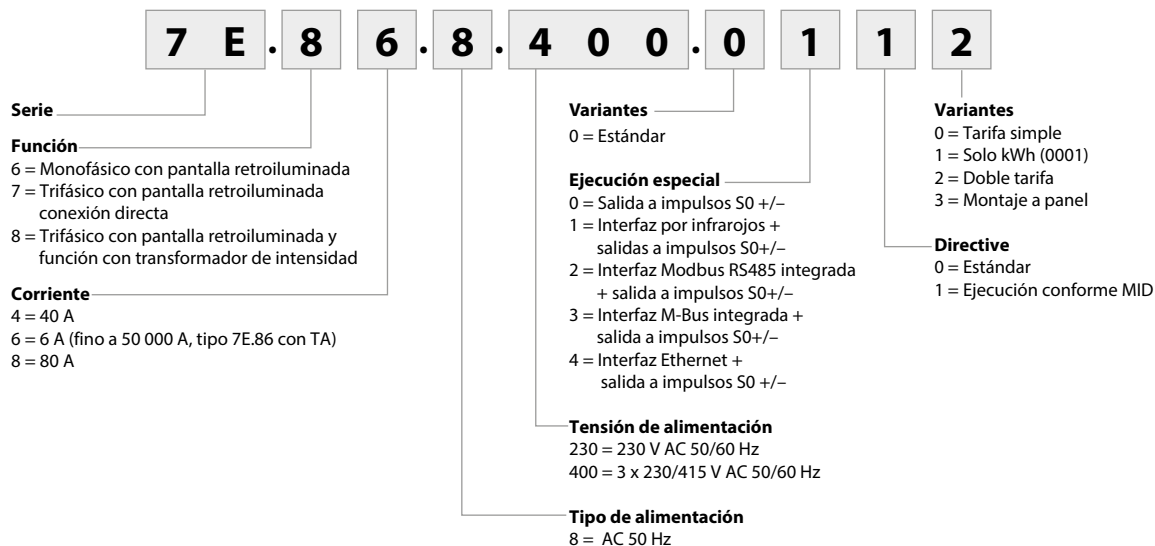 7 E . 8 6 . 8 . 4 0 0 . 0 1 1 2
Serie
Función
6 = Monofásico con pantalla retroiluminada
7 = Trifásico con pantalla retroiluminada
conexión directa
8 = Trifásico con pantalla retroiluminada y
función con transformador de intensidad
Corriente
4 = 40 A
6 = 6 A (fino a 50 000 A, tipo 7E.86 con TA)
8 = 80 A
Variantes
0 = Estándar
Ejecución especial
0 = Salida a impulsos S0 +/–
1 = Interfaz por infrarojos +
salidas a impulsos S0+/–
2 = Interfaz Modbus RS485 integrada
+ salida a impulsos S0+/–
3 = Interfaz M-Bus integrada +
salida a impulsos S0+/–
4 = Interfaz Ethernet +
salida a impulsos S0 +/–
Tensión de alimentación
230 = 230 V AC 50/60 Hz
400 = 3 x 230/415 V AC 50/60 Hz
Tipo de alimentación
8 = AC 50 Hz
Variantes
0 = Tarifa simple
1 = Solo kWh (0001)
2 = Doble tarifa
3 = Montaje a panel
Directive
0 = Estándar
1 = Ejecución conforme MID